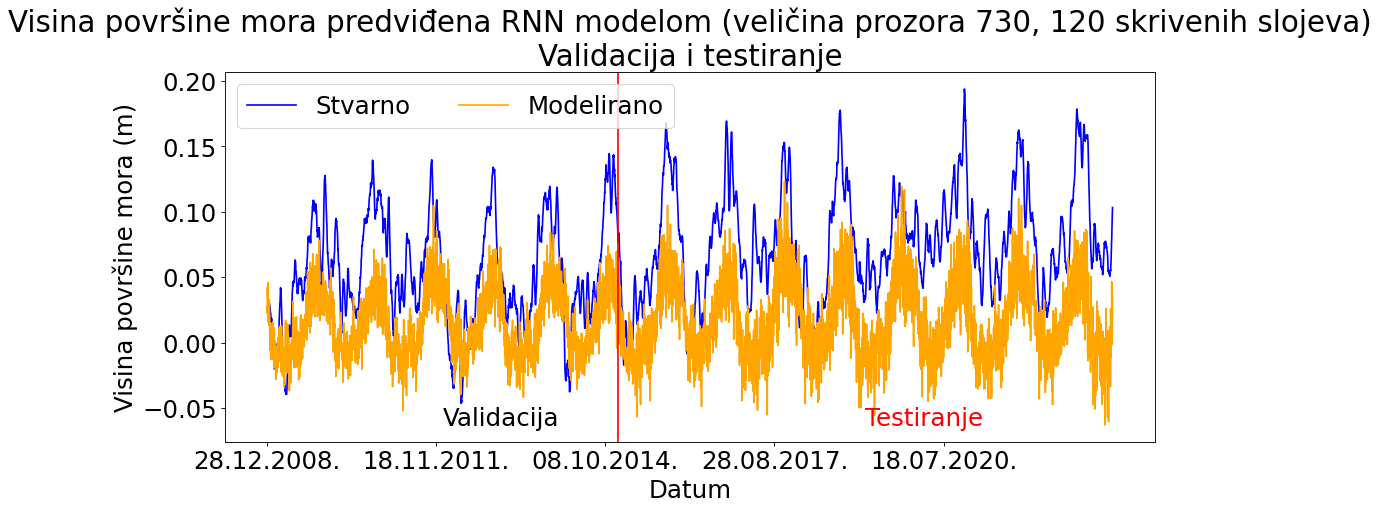 Visina površine mora predviđena RNN modelom (veličina prozora 730, 120 skrivenih slojeva)
Validacija i testiranje
Stvarno
Modelirano
Visina površine mora (m)
0.20
0.15
0.10
0.05
0.00
−0.05
Validacija
Testiranje
28.12.2008.
18.11.2011.
08.10.2014.
28.08.2017.
18.07.2020.
Datum